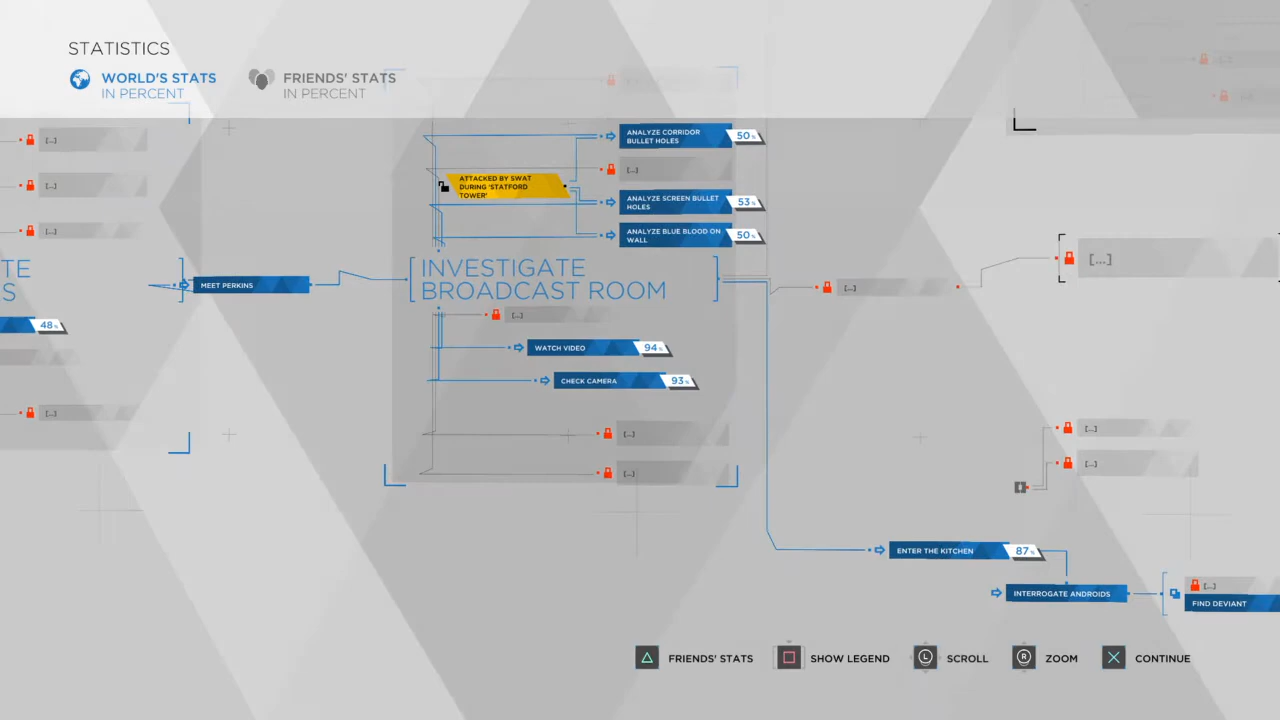 STATISTICS
WORLD'S STATS
IN PERCENT
FRIENDS' STATS
IN PERCENT
[...]
[...]
[...]
TE
S
48%
[...]
MEET PERKINS
ATTACKED BY SWAT
DURING 'STATFORD
TOWER'
ANALYZE CORRIDOR
BULLET HOLES
50%
[...]
ANALYZE SCREEN BULLET
HOLES
53%
ANALYZE BLUE BLOOD ON
WALL
50%
INVESTIGATE
BROADCAST ROOM
[...]
WATCH VIDEO
94%
CHECK CAMERA
93%
[...]
[...]
[...]
[...]
[...]
[...]
ENTER THE KITCHEN
87%
INTERROGATE ANDROIDS
[...]
FIND DEVIANT
FRIENDS' STATS
SHOW LEGEND
L
SCROLL
R
ZOOM
CONTINUE